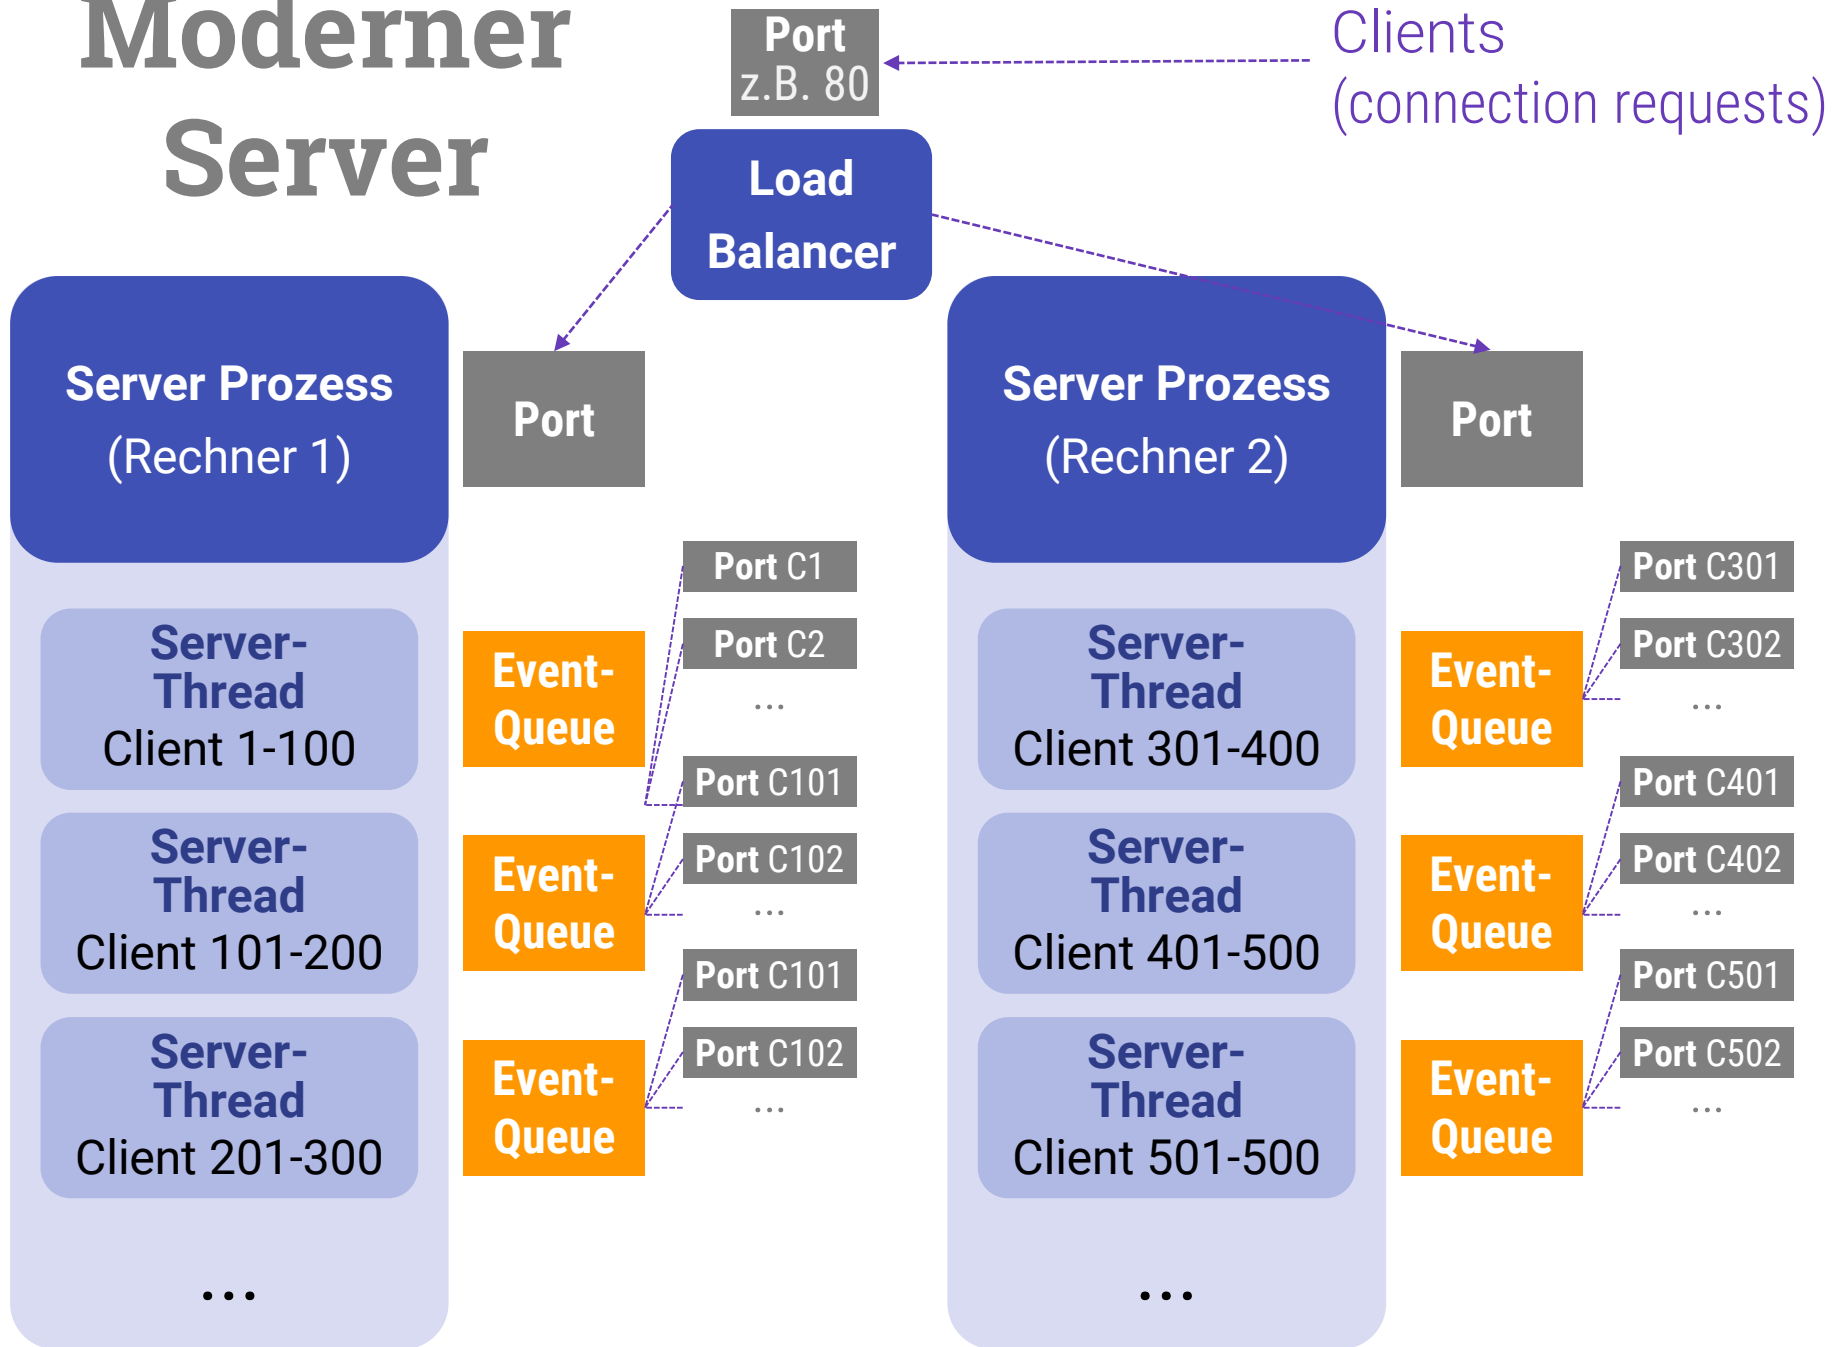 Moderner
Server
Port
z.B. 80
Clients
(connection requests)
Load
Balancer
Server Prozess
(Rechner 1)
Port
Server-
Thread
Client 1-100
Event-
Queue
Port C1
Port C2
...
Server-
Thread
Client 101-200
Event-
Queue
Port C101
Port C102
...
Server-
Thread
Client 201-300
Event-
Queue
Port C101
Port C102
...
...
Server Prozess
(Rechner 2)
Port
Server-
Thread
Client 301-400
Event-
Queue
Port C301
Port C302
...
Server-
Thread
Client 401-500
Event-
Queue
Port C401
Port C402
...
Server-
Thread
Client 501-500
Event-
Queue
Port C501
Port C502
...
...